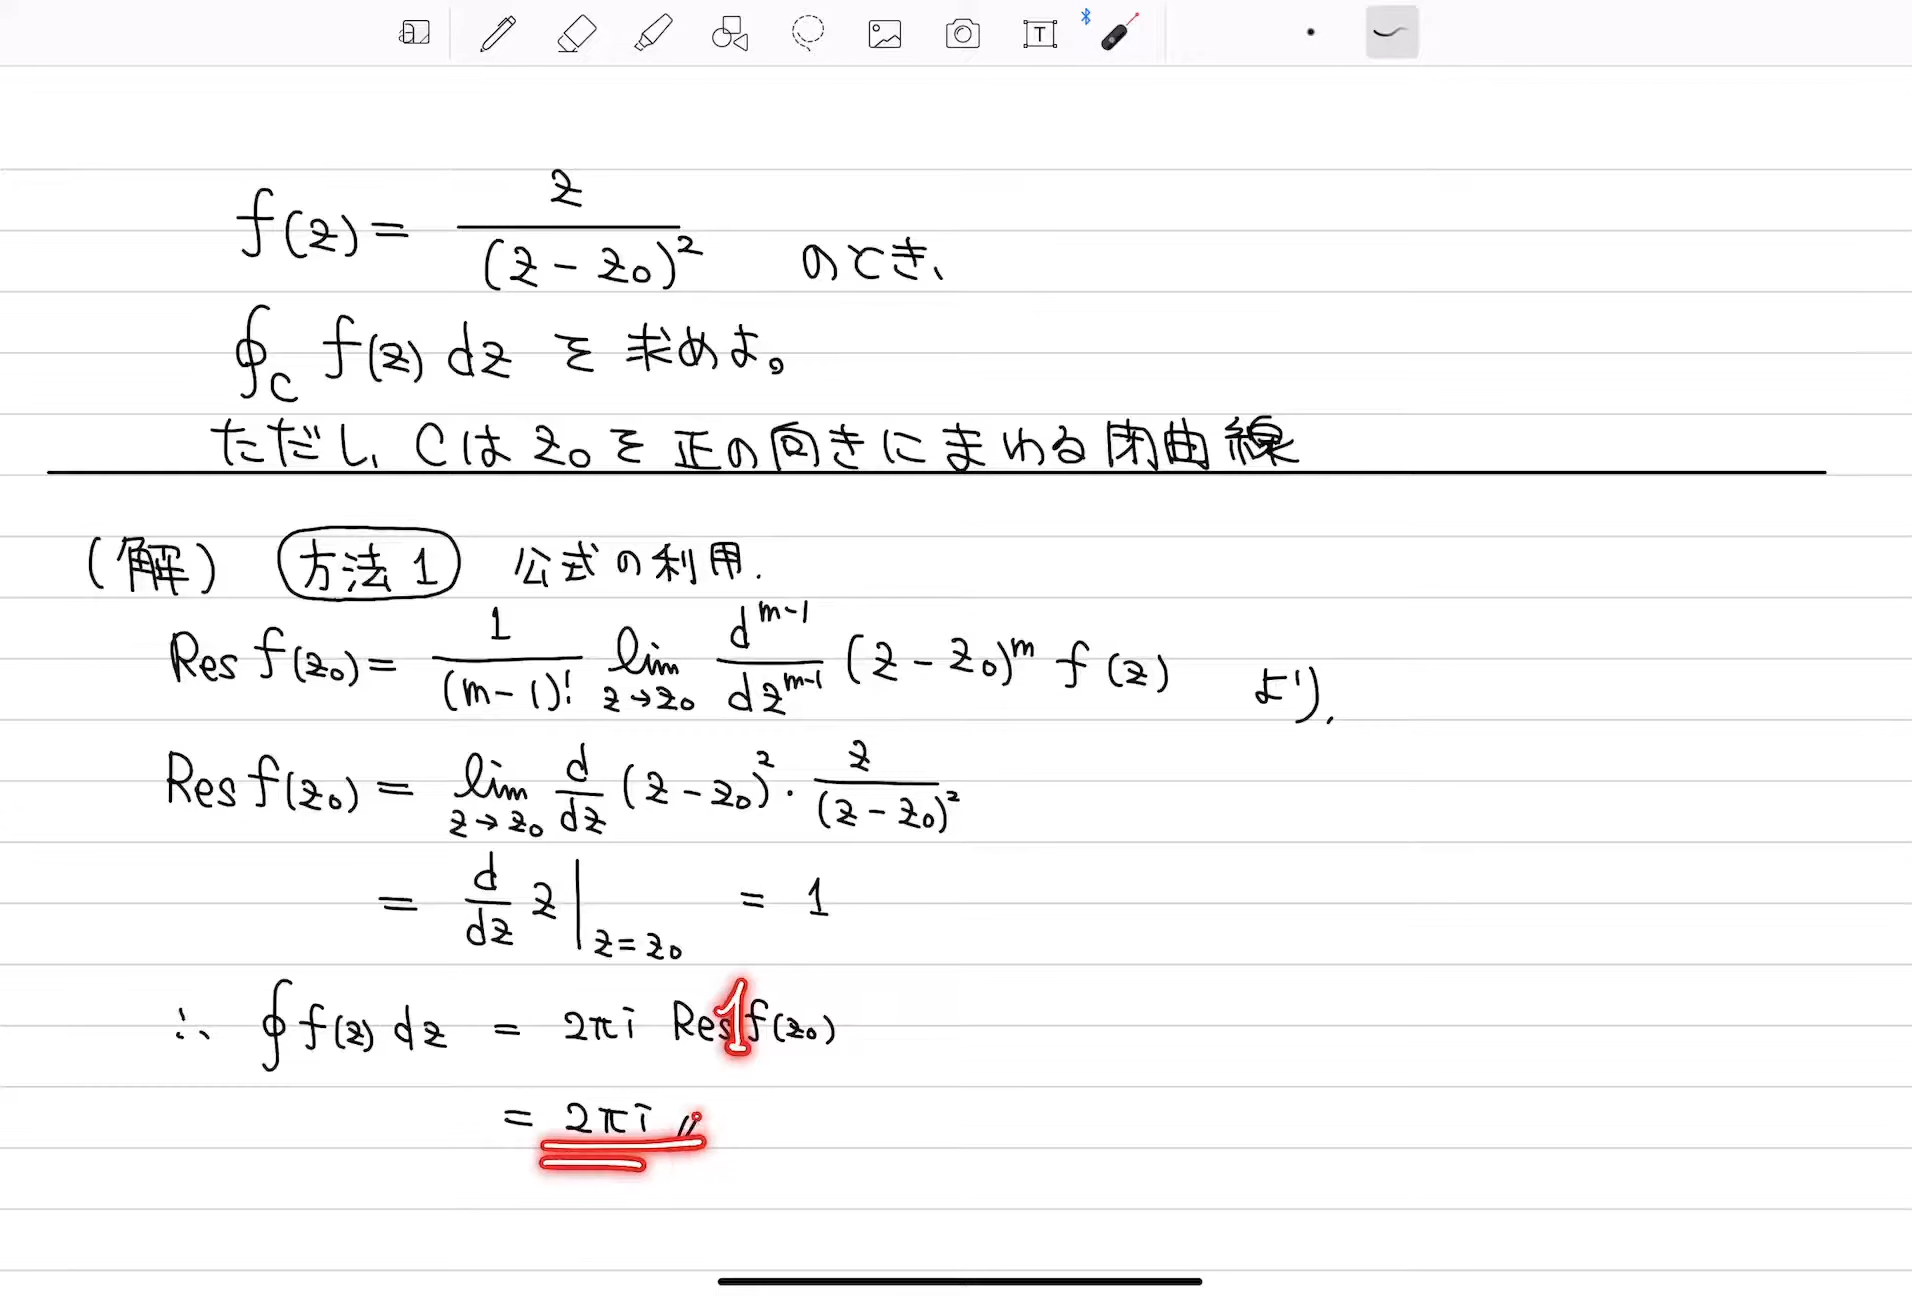 f(z) = z / (z - z₀)² のとき、
∮_C f(z) dz を求めよ。
ただし、Cは z₀ を正の向きにまわる閉曲線
(解) 方法1 公式の利用.
Res f(z₀) = 1 / (m-1)! lim_{z→z₀} d^{m-1} / dz^{m-1} (z - z₀)^m f(z) より,
Res f(z₀) = lim_{z→z₀} d/dz (z - z₀)² · z / (z - z₀)²
= d/dz z |_{z=z₀} = 1
∴ ∮ f(z) dz = 2πi Res f(z₀) 1
= 2πi //